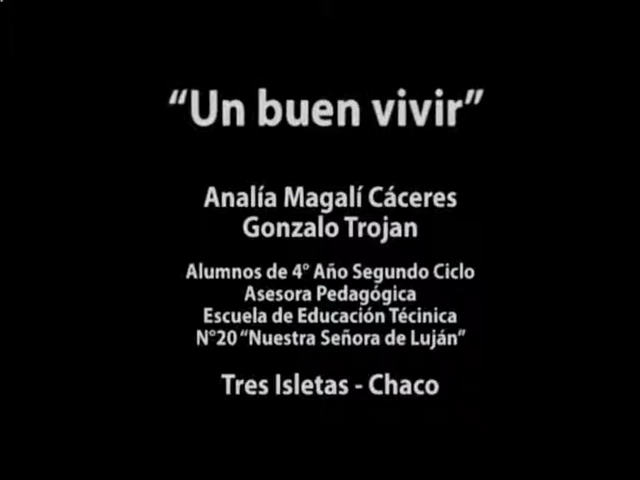 “Un buen vivir”
Analía Magalí Cáceres
Gonzalo Trojan
Alumnos de 4° Año Segundo Ciclo
Asesora Pedagógica
Escuela de Educación Técinica
N°20 “Nuestra Señora de Luján”
Tres Isletas - Chaco